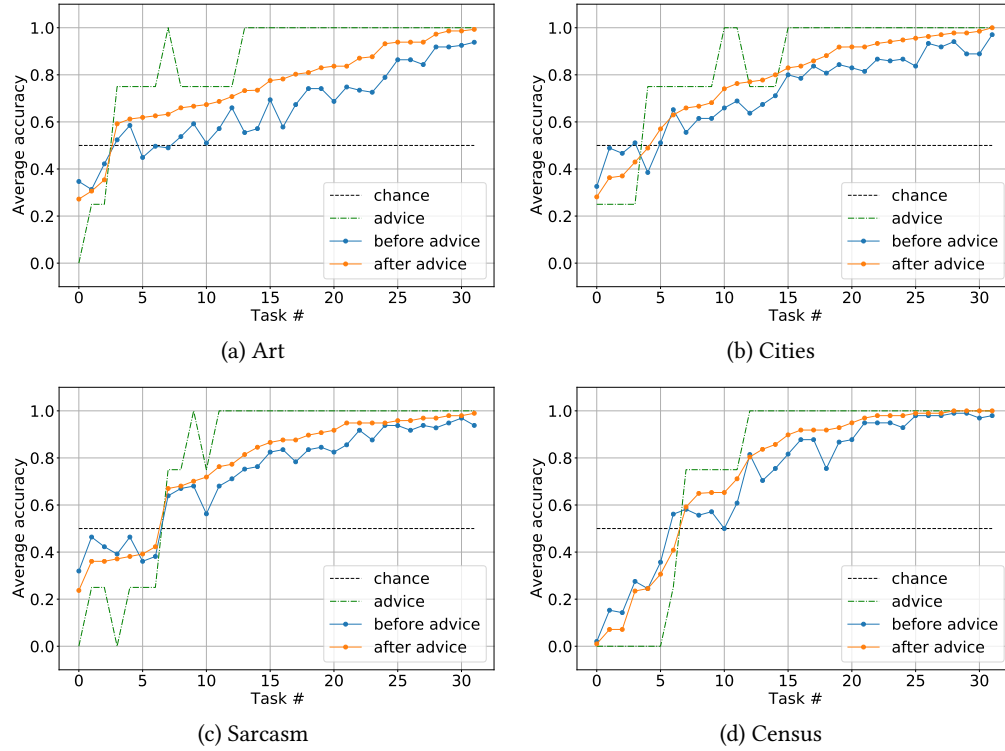 1.0
0.8
0.6
0.4
0.2
0.0
Average accuracy
0 5 10 15 20 25 30
Task #
chance
advice
before advice
after advice
(a) Art
1.0
0.8
0.6
0.4
0.2
0.0
Average accuracy
0 5 10 15 20 25 30
Task #
chance
advice
before advice
after advice
(b) Cities
1.0
0.8
0.6
0.4
0.2
0.0
Average accuracy
0 5 10 15 20 25 30
Task #
chance
advice
before advice
after advice
(c) Sarcasm
1.0
0.8
0.6
0.4
0.2
0.0
Average accuracy
0 5 10 15 20 25 30
Task #
chance
advice
before advice
after advice
(d) Census